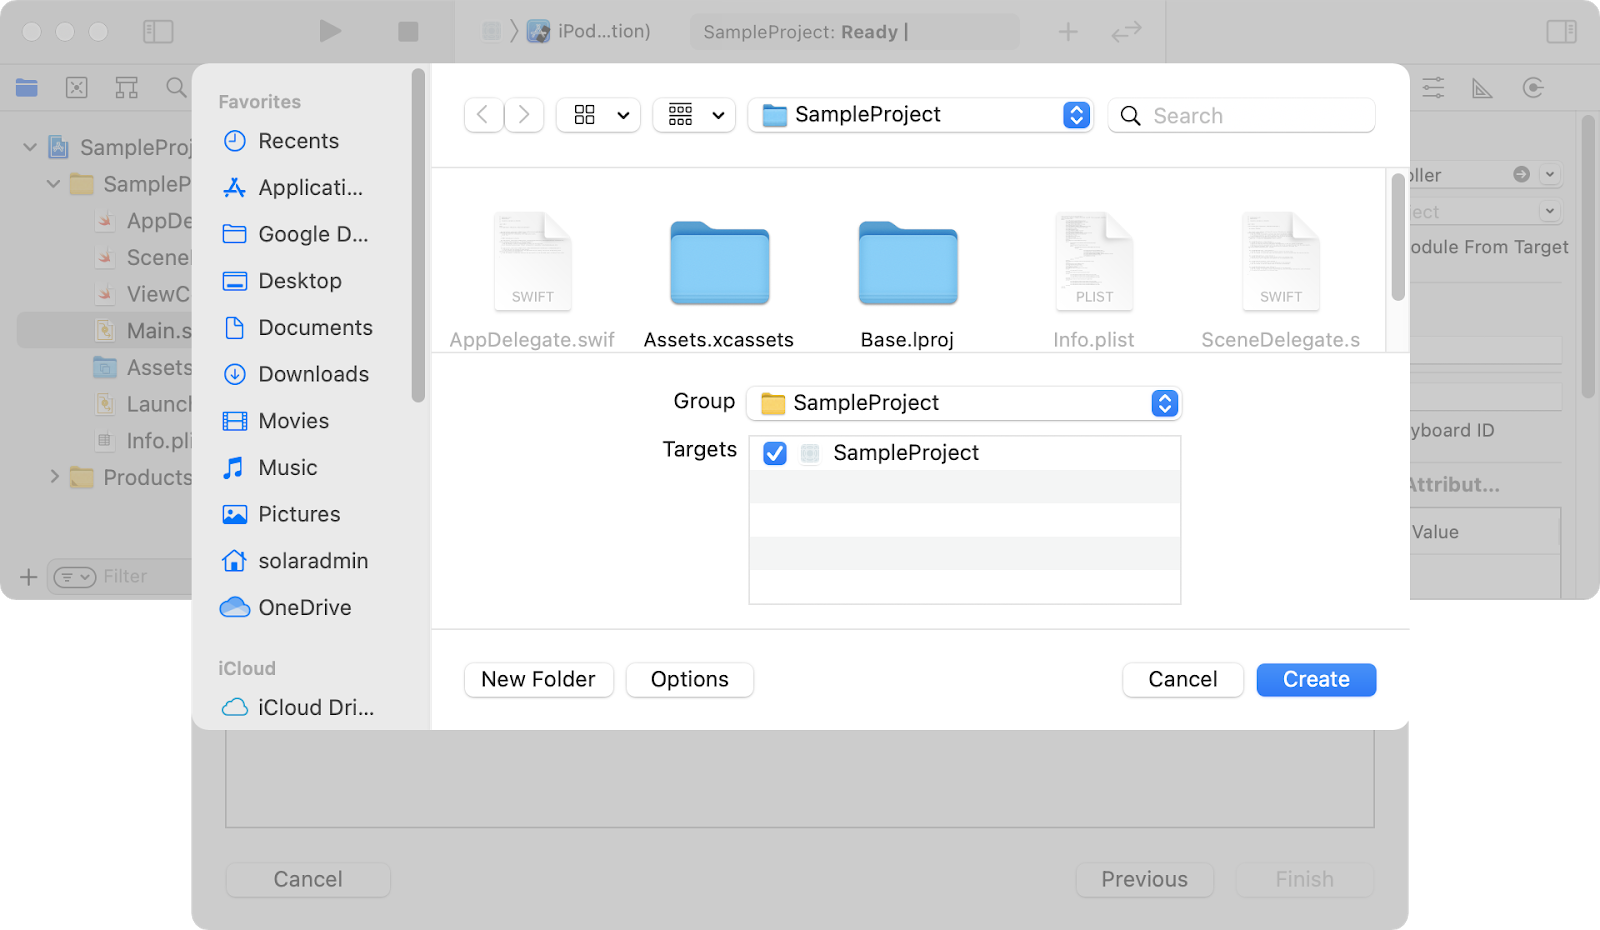 iPod...tion)
SampleProject: Ready |
SampleProj
SampleP
AppDe
Scene
ViewC
Main.s
Assets
Launch
Info.pli
Products
Filter
Favorites
Recents
Applicati...
Google D...
Desktop
Documents
Downloads
Movies
Music
Pictures
solaradmin
OneDrive
iCloud
iCloud Dri...
SampleProject
Search
SWIFT
PLIST
SWIFT
AppDelegate.swif
Assets.xcassets
Base.lproj
Info.plist
SceneDelegate.s
Group
SampleProject
Targets
SampleProject
New Folder
Options
Cancel
Create
oller
ect
odule From Target
yboard ID
Attribut...
Value
Cancel
Previous
Finish